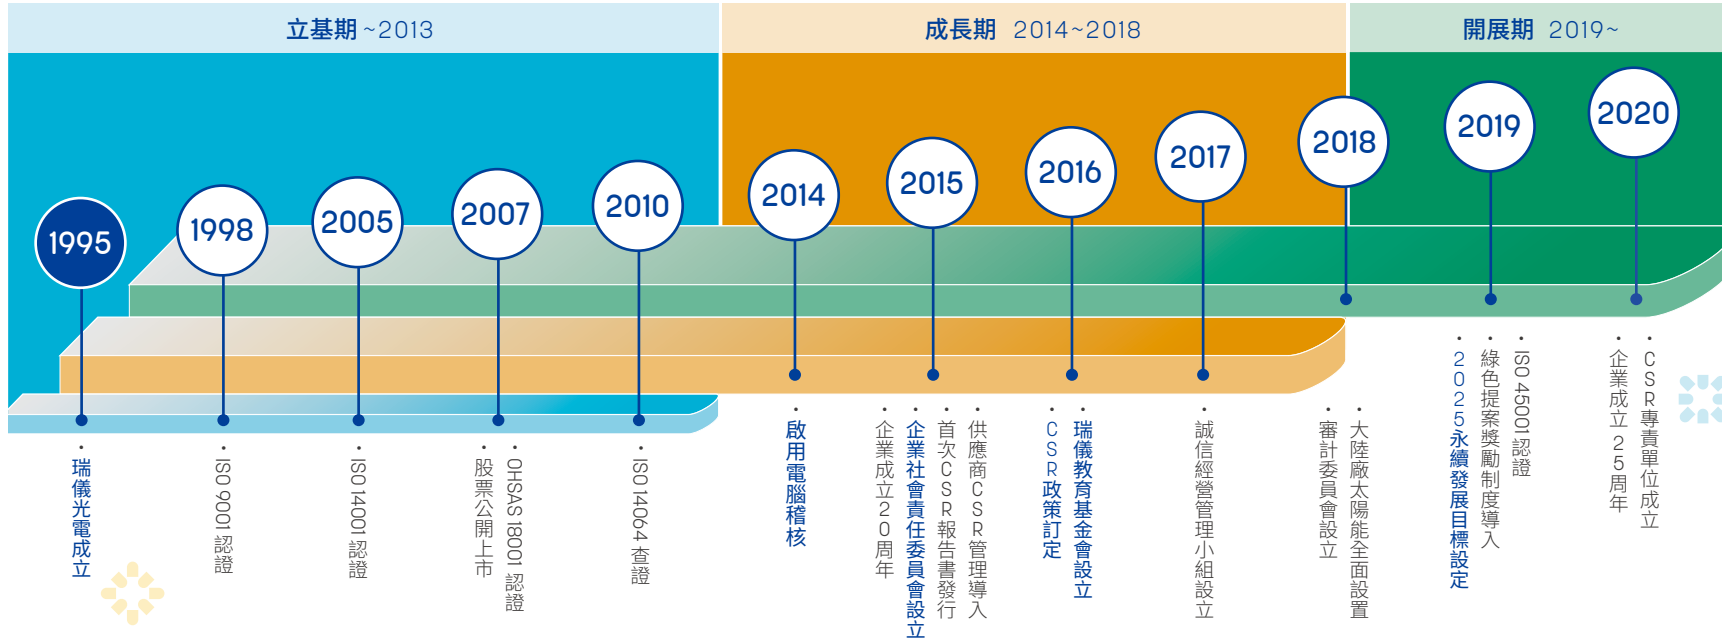 立基期 ~2013
成長期 2014~2018
開展期 2019~
1995
1998
2005
2007
2010
2014
2015
2016
2017
2018
2019
2020
・瑞儀光電成立
・ISO 9001 認證
・ISO 14001 認證
・OHSAS 18001 認證
・股票公開上市
・ISO 14064 查證
・啟用電腦稽核
・供應商CSR管理導入
・首次CSR報告書發行
・企業社會責任委員會設立
・企業成立20周年
・瑞儀教育基金會設立
・CSR政策訂定
・誠信經營管理小組設立
・大陸廠太陽能全面設置
・審計委員會設立
・ISO 45001 認證
・綠色提案獎勵制度導入
・2025永續發展目標設定
・CSR專責單位成立
・企業成立 25周年